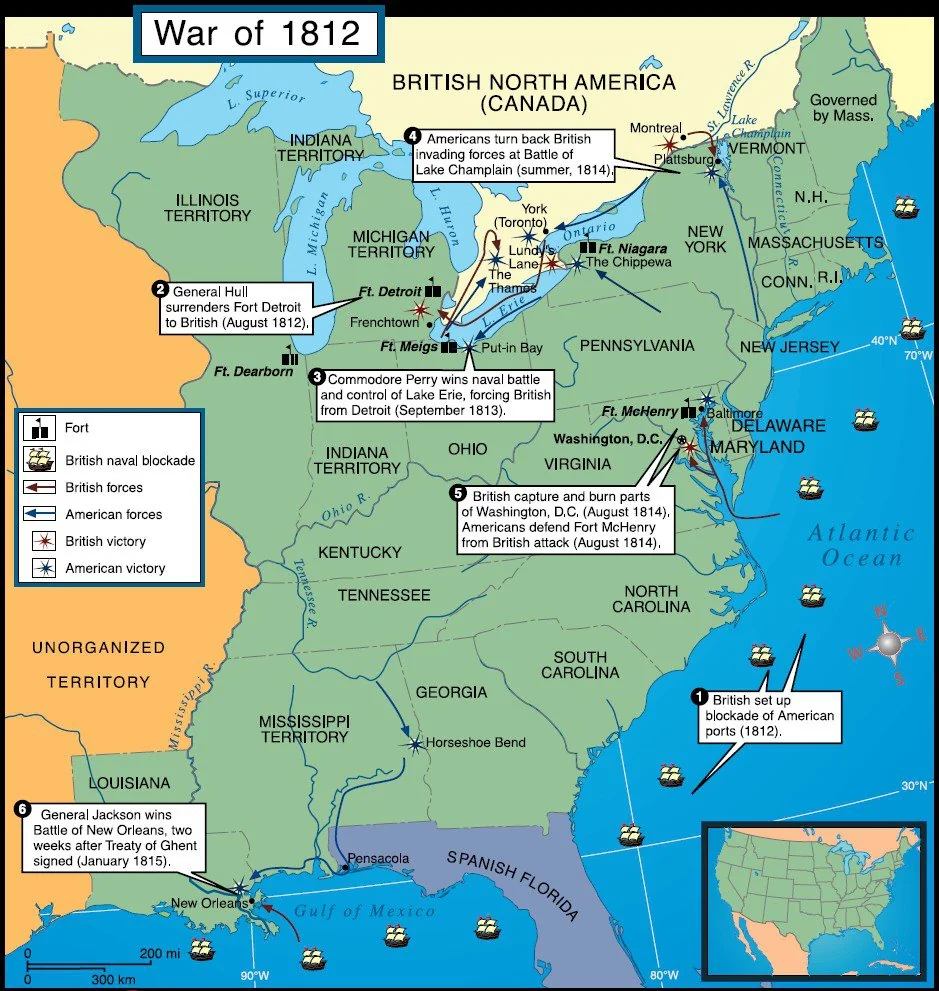 War of 1812
BRITISH NORTH AMERICA
(CANADA)
L. Superior
St. Lawrence R.
Governed
by Mass.
Montreal
Lake
Champlain
VERMONT
Plattsburg
4 Americans turn back British
invading forces at Battle of
Lake Champlain (summer, 1814).
INDIANA
TERRITORY
ILLINOIS
TERRITORY
L. Michigan
L. Huron
MICHIGAN
TERRITORY
York
(Toronto)
Ontario
Lundy's
Lane
Ft. Niagara
The Chippewa
The
Thames
NEW
YORK
Connecticut R.
N.H.
MASSACHUSETTS
CONN.
R.I.
2 General Hull
surrenders Fort Detroit
to British (August 1812).
Ft. Detroit
Frenchtown
L. Erie
Ft. Meigs
Put-in Bay
Ft. Dearborn
PENNSYLVANIA
NEW JERSEY
40°N
70°W
3 Commodore Perry wins naval battle
and control of Lake Erie, forcing British
from Detroit (September 1813).
Ft. McHenry
Baltimore
DELAWARE
MARYLAND
Washington, D.C.
Fort
British naval blockade
British forces
American forces
British victory
American victory
INDIANA
TERRITORY
OHIO
VIRGINIA
Ohio R.
5 British capture and burn parts
of Washington, D.C. (August 1814).
Americans defend Fort McHenry
from British attack (August 1814).
Atlantic
Ocean
KENTUCKY
Tennessee R
TENNESSEE
NORTH
CAROLINA
N
E
W
S
UNORGANIZED
TERRITORY
Mississippi R.
SOUTH
CAROLINA
GEORGIA
1 British set up
blockade of American
ports (1812).
MISSISSIPPI
TERRITORY
Horseshoe Bend
LOUISIANA
30°N
6 General Jackson wins
Battle of New Orleans, two
weeks after Treaty of Ghent
signed (January 1815).
Pensacola
SPANISH FLORIDA
New Orleans
Gulf of Mexico
0 200 mi
0 300 km
90°W
80°W